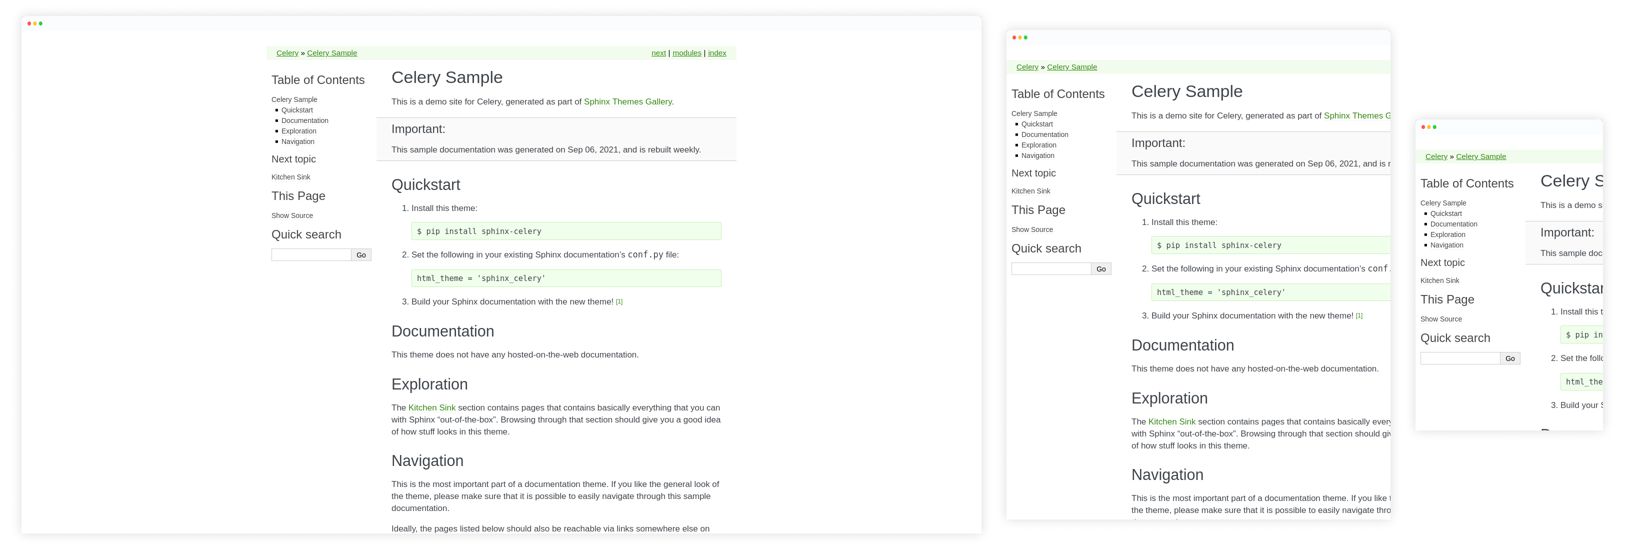 Celery » Celery Sample
next | modules | index
Table of Contents
Celery Sample
Quickstart
Documentation
Exploration
Navigation
Next topic
Kitchen Sink
This Page
Show Source
Quick search
Go
Celery Sample
This is a demo site for Celery, generated as part of Sphinx Themes Gallery.
Important:
This sample documentation was generated on Sep 06, 2021, and is rebuilt weekly.
Quickstart
1. Install this theme:
$ pip install sphinx-celery
2. Set the following in your existing Sphinx documentation's conf.py file:
html_theme = 'sphinx_celery'
3. Build your Sphinx documentation with the new theme! [1]
Documentation
This theme does not have any hosted-on-the-web documentation.
Exploration
The Kitchen Sink section contains pages that contains basically everything that you can
with Sphinx “out-of-the-box”. Browsing through that section should give you a good idea
of how stuff looks in this theme.
Navigation
This is the most important part of a documentation theme. If you like the general look of
the theme, please make sure that it is possible to easily navigate through this sample
documentation.
Ideally, the pages listed below should also be reachable via links somewhere else on
Celery » Celery Sample
Table of Contents
Celery Sample
Quickstart
Documentation
Exploration
Navigation
Next topic
Kitchen Sink
This Page
Show Source
Quick search
Go
Celery Sample
This is a demo site for Celery, generated as part of Sphinx Themes G
Important:
This sample documentation was generated on Sep 06, 2021, and is r
Quickstart
1. Install this theme:
$ pip install sphinx-celery
2. Set the following in your existing Sphinx documentation's conf.
html_theme = 'sphinx_celery'
3. Build your Sphinx documentation with the new theme! [1]
Documentation
This theme does not have any hosted-on-the-web documentation.
Exploration
The Kitchen Sink section contains pages that contains basically every
with Sphinx “out-of-the-box”. Browsing through that section should giv
of how stuff looks in this theme.
Navigation
This is the most important part of a documentation theme. If you like t
the theme, please make sure that it is possible to easily navigate thro
Celery » Celery Sample
Table of Contents
Celery Sample
Quickstart
Documentation
Exploration
Navigation
Next topic
Kitchen Sink
This Page
Show Source
Quick search
Go
Celery S
This is a demo s
Important:
This sample doc
Quickstar
1. Install this t
$ pip in
2. Set the follo
html_the
3. Build your S